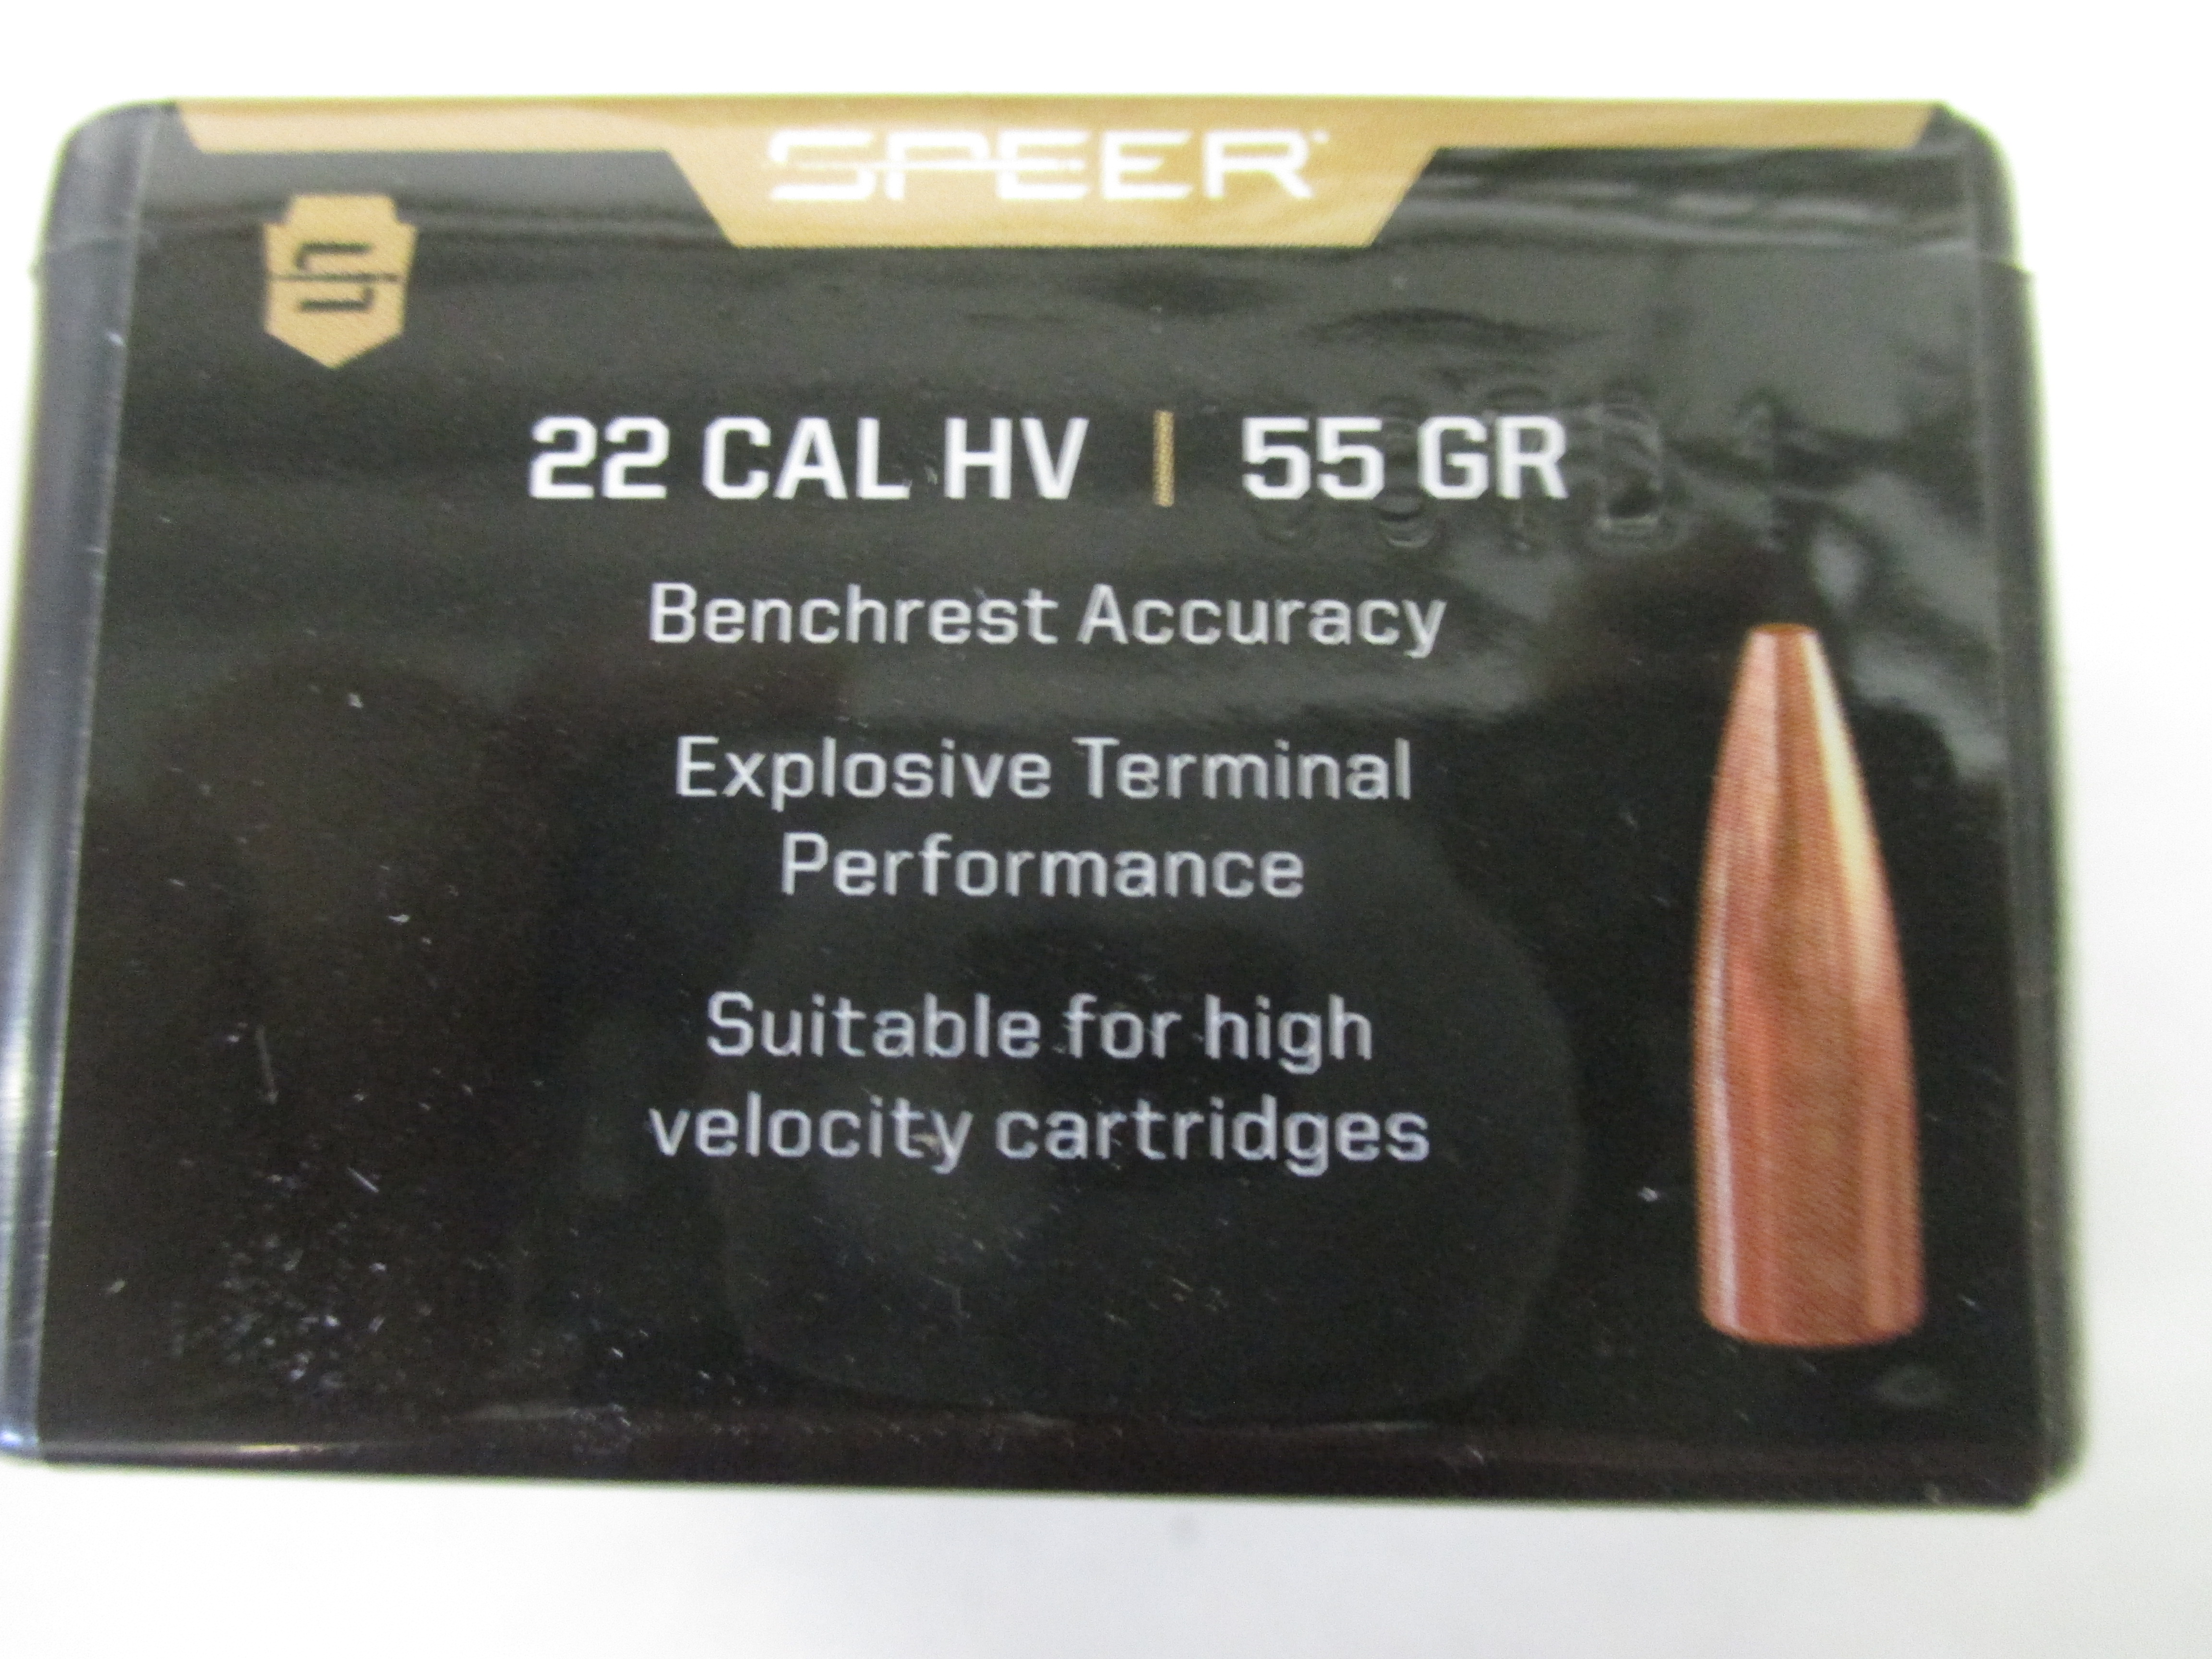 SPEER
22 CAL HV | 55 GR
Benchrest Accuracy
Explosive Terminal
Performance
Suitable for high
velocity cartridges